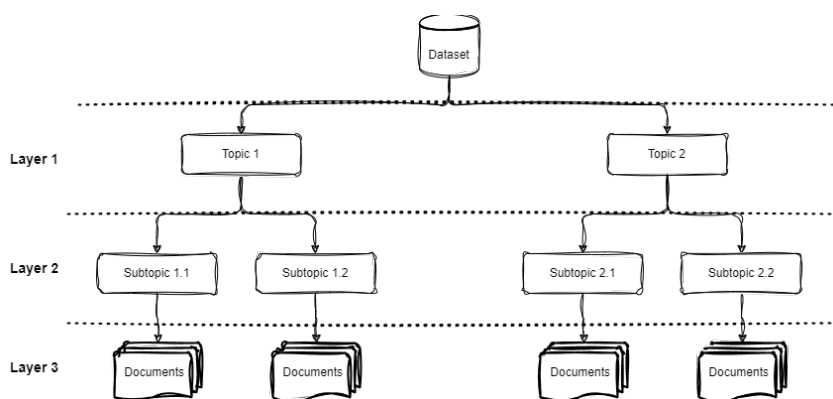 Dataset
Layer 1
Topic 1
Topic 2
Layer 2
Subtopic 1.1
Subtopic 1.2
Subtopic 2.1
Subtopic 2.2
Layer 3
Documents
Documents
Documents
Documents